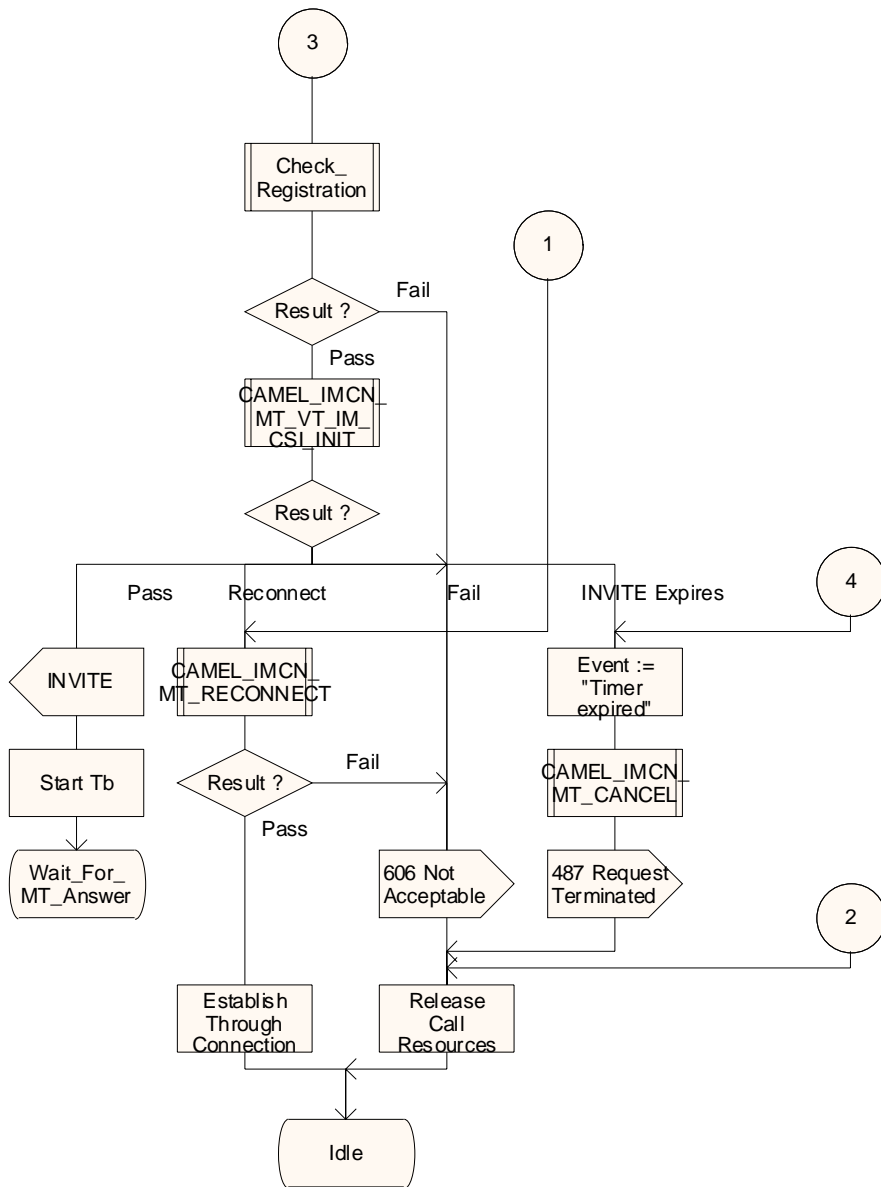 3
Check_
Registration
1
Result ?
Fail
Pass
CAMEL_IMCN_
MT_VT_IM_
CSI_INIT
Result ?
4
Pass
Reconnect
Fail
INVITE Expires
INVITE
CAMEL_IMCN_
MT_RECONNECT
Event :=
"Timer
expired"
Start Tb
Result ?
Fail
CAMEL_IMCN_
MT_CANCEL
Pass
Wait_For_
MT_Answer
606 Not
Acceptable
487 Request
Terminated
2
Establish
Through
Connection
Release
Call
Resources
Idle